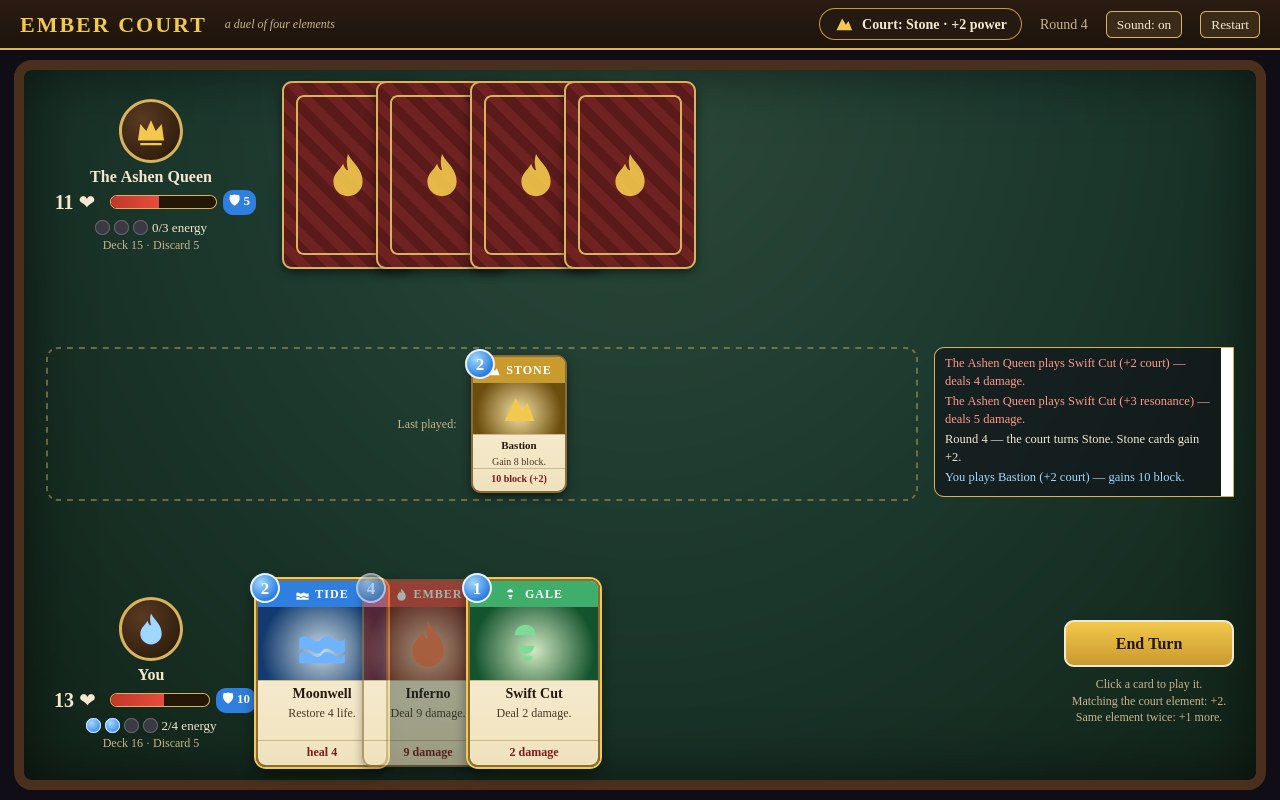 EMBER COURT
a duel of four elements
Court: Stone · +2 power
Round 4
Sound: on
Restart
The Ashen Queen
11 ❤
5
0/3 energy
Deck 15 · Discard 5
Last played:
2
STONE
Bastion
Gain 8 block.
10 block (+2)
The Ashen Queen plays Swift Cut (+2 court) —
deals 4 damage.
The Ashen Queen plays Swift Cut (+3 resonance) —
deals 5 damage.
Round 4 — the court turns Stone. Stone cards gain
+2.
You plays Bastion (+2 court) — gains 10 block.
You
13 ❤
10
2/4 energy
Deck 16 · Discard 5
2
TIDE
Moonwell
Restore 4 life.
heal 4
4
EMBER
Inferno
Deal 9 damage.
9 damage
1
GALE
Swift Cut
Deal 2 damage.
2 damage
End Turn
Click a card to play it.
Matching the court element: +2.
Same element twice: +1 more.